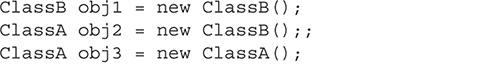 ClassB obj1 = new ClassB();
ClassA obj2 = new ClassB();;
ClassA obj3 = new ClassA();